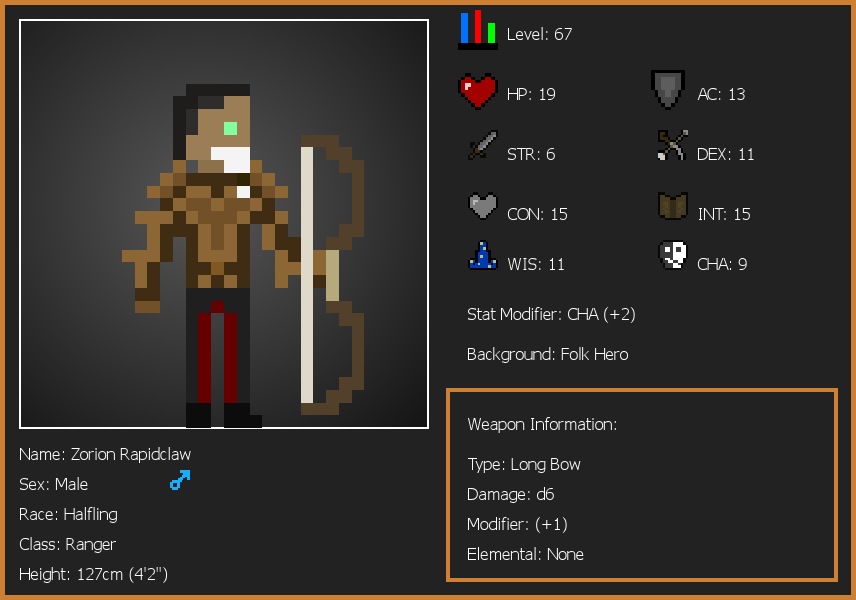 Level: 67
HP: 19
AC: 13
STR: 6
DEX: 11
CON: 15
INT: 15
WIS: 11
CHA: 9
Stat Modifier: CHA (+2)
Background: Folk Hero
Weapon Information:
Type: Long Bow
Damage: d6
Modifier: (+1)
Elemental: None
Name: Zorion Rapidclaw
Sex: Male
Race: Halfling
Class: Ranger
Height: 127cm (4'2")